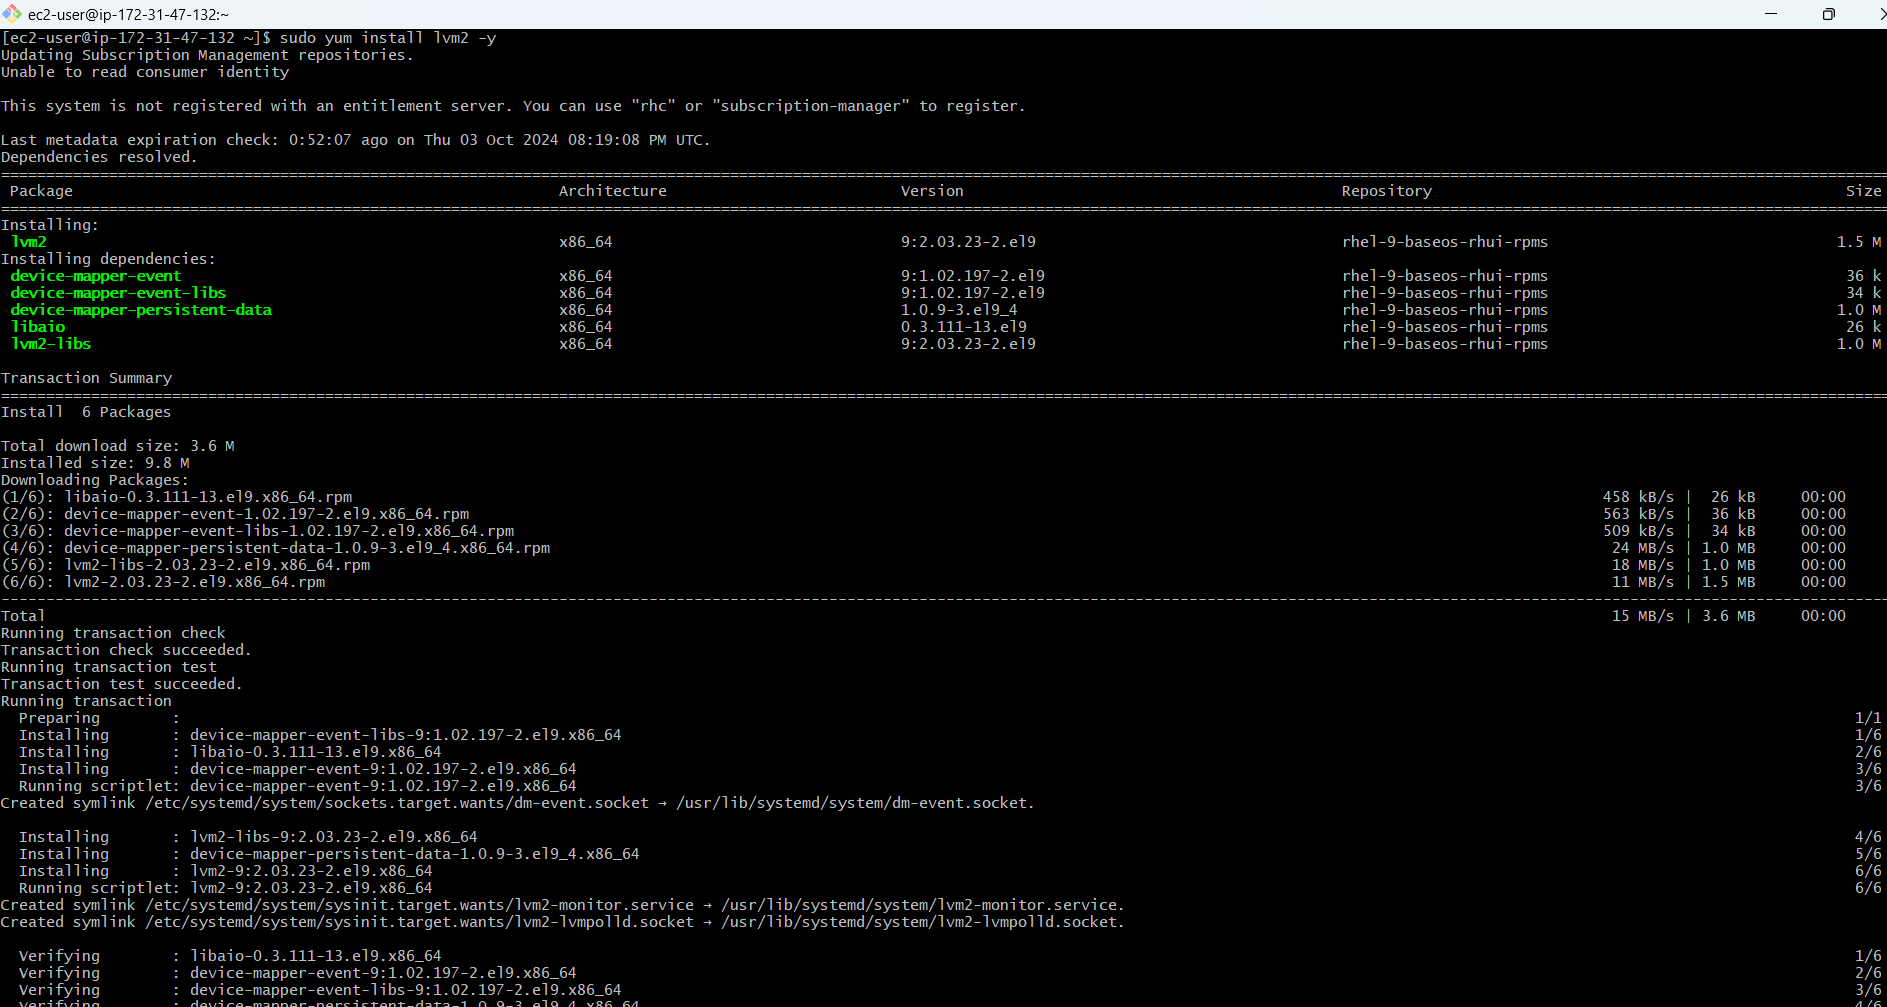 ec2-user@ip-172-31-47-132:~
[ec2-user@ip-172-31-47-132 ~]$ sudo yum install lvm2 -y
Updating Subscription Management repositories.
Unable to read consumer identity
This system is not registered with an entitlement server. You can use "rhc" or "subscription-manager" to register.
Last metadata expiration check: 0:52:07 ago on Thu 03 Oct 2024 08:19:08 PM UTC.
Dependencies resolved.
Package Architecture Version Repository Size
Installing:
lvm2 x86_64 9:2.03.23-2.el9 rhel-9-baseos-rhui-rpms 1.5 M
Installing dependencies:
device-mapper-event x86_64 9:1.02.197-2.el9 rhel-9-baseos-rhui-rpms 36 k
device-mapper-event-libs x86_64 9:1.02.197-2.el9 rhel-9-baseos-rhui-rpms 34 k
device-mapper-persistent-data x86_64 1.0.9-3.el9_4 rhel-9-baseos-rhui-rpms 1.0 M
libaio x86_64 0.3.111-13.el9 rhel-9-baseos-rhui-rpms 26 k
lvm2-libs x86_64 9:2.03.23-2.el9 rhel-9-baseos-rhui-rpms 1.0 M
Transaction Summary
Install 6 Packages
Total download size: 3.6 M
Installed size: 9.8 M
Downloading Packages:
(1/6): libaio-0.3.111-13.el9.x86_64.rpm 458 kB/s | 26 kB 00:00
(2/6): device-mapper-event-1.02.197-2.el9.x86_64.rpm 563 kB/s | 36 kB 00:00
(3/6): device-mapper-event-libs-1.02.197-2.el9.x86_64.rpm 509 kB/s | 34 kB 00:00
(4/6): device-mapper-persistent-data-1.0.9-3.el9_4.x86_64.rpm 24 MB/s | 1.0 MB 00:00
(5/6): lvm2-libs-2.03.23-2.el9.x86_64.rpm 18 MB/s | 1.0 MB 00:00
(6/6): lvm2-2.03.23-2.el9.x86_64.rpm 11 MB/s | 1.5 MB 00:00
Total 15 MB/s | 3.6 MB 00:00
Running transaction check
Transaction check succeeded.
Running transaction test
Transaction test succeeded.
Running transaction
Preparing : 1/1
Installing : device-mapper-event-libs-9:1.02.197-2.el9.x86_64 1/6
Installing : libaio-0.3.111-13.el9.x86_64 2/6
Installing : device-mapper-event-9:1.02.197-2.el9.x86_64 3/6
Running scriptlet: device-mapper-event-9:1.02.197-2.el9.x86_64 3/6
Created symlink /etc/systemd/system/sockets.target.wants/dm-event.socket → /usr/lib/systemd/system/dm-event.socket.
Installing : lvm2-libs-9:2.03.23-2.el9.x86_64 4/6
Installing : device-mapper-persistent-data-1.0.9-3.el9_4.x86_64 5/6
Installing : lvm2-9:2.03.23-2.el9.x86_64 6/6
Running scriptlet: lvm2-9:2.03.23-2.el9.x86_64 6/6
Created symlink /etc/systemd/system/sysinit.target.wants/lvm2-monitor.service → /usr/lib/systemd/system/lvm2-monitor.service.
Created symlink /etc/systemd/system/sysinit.target.wants/lvm2-lvmpolld.socket → /usr/lib/systemd/system/lvm2-lvmpolld.socket.
Verifying : libaio-0.3.111-13.el9.x86_64 1/6
Verifying : device-mapper-event-9:1.02.197-2.el9.x86_64 2/6
Verifying : device-mapper-event-libs-9:1.02.197-2.el9.x86_64 3/6
Verifying : device-mapper-persistent-data-1.0.9-3.el9_4.x86_64 4/6